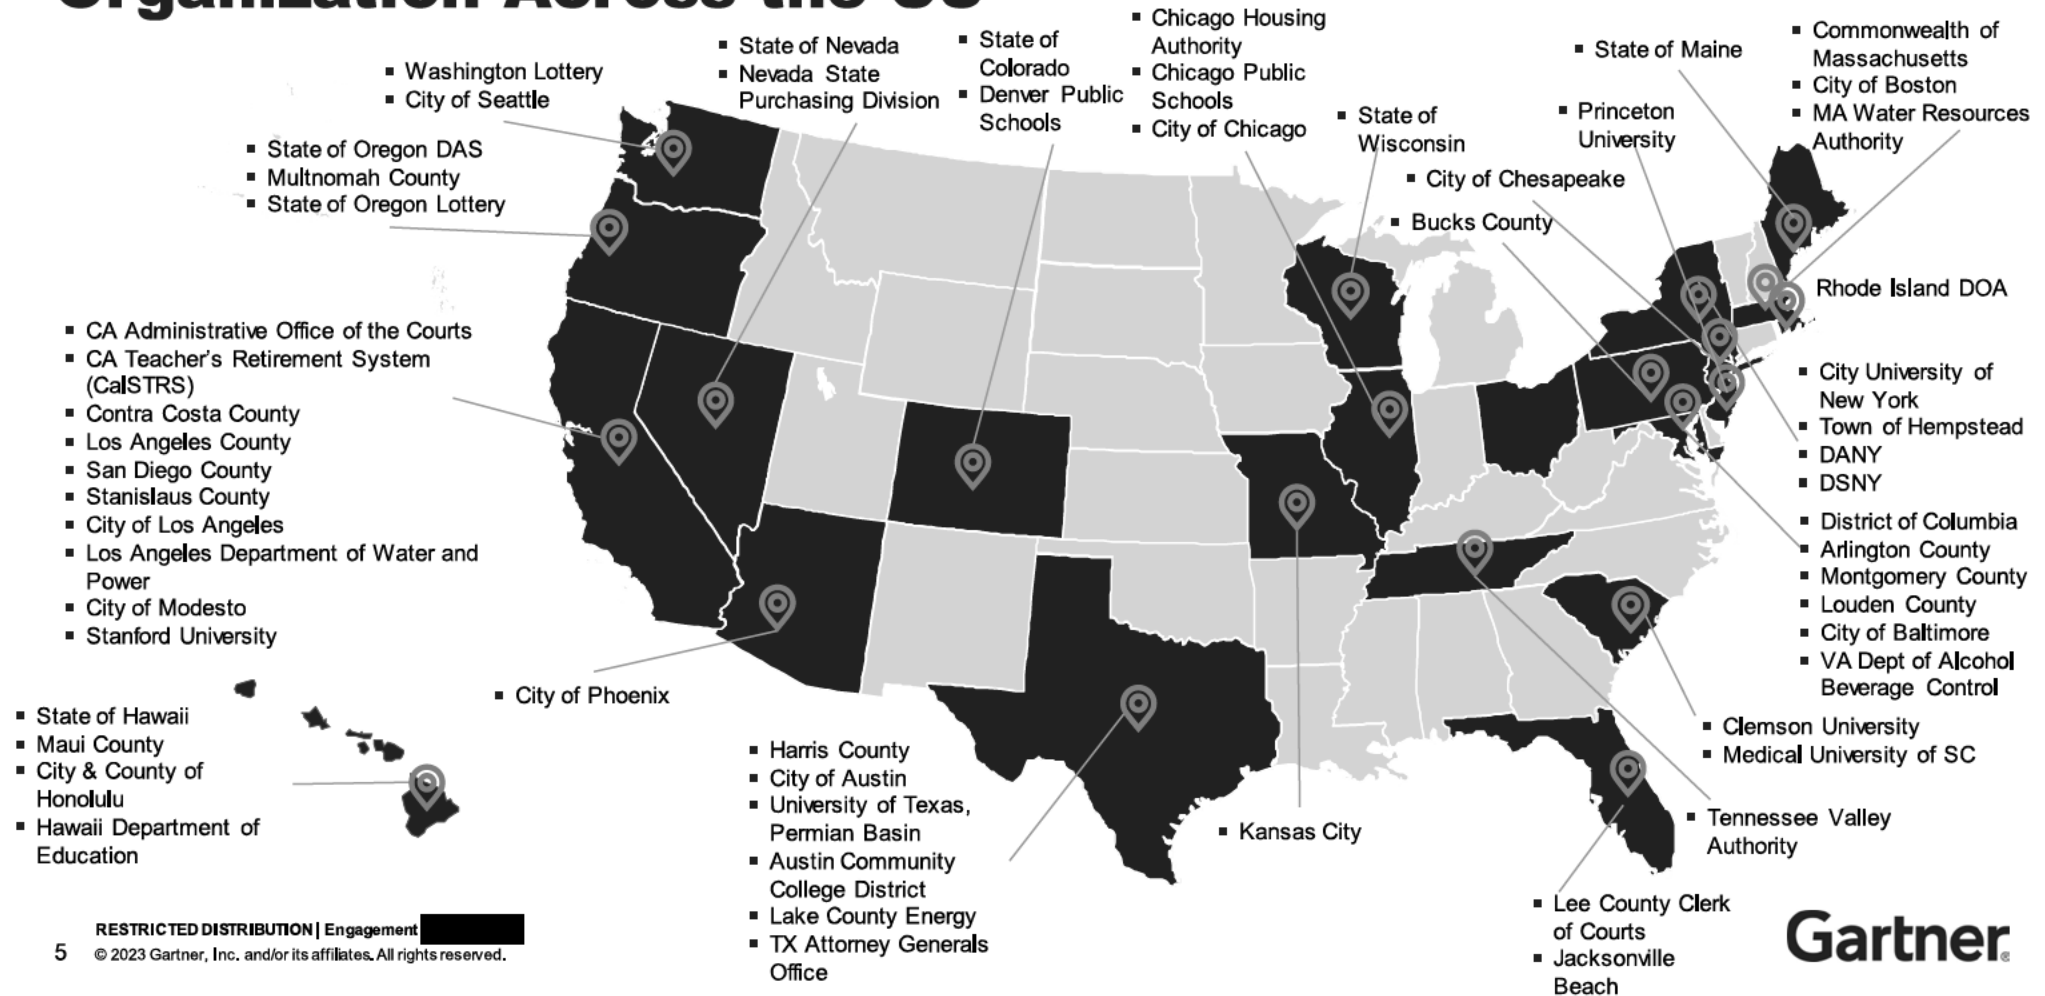 Organization Across the US
▪ Washington Lottery
▪ City of Seattle
▪ State of Nevada
▪ Nevada State
Purchasing Division
▪ State of
Colorado
▪ Denver Public
Schools
▪ Chicago Housing
Authority
▪ Chicago Public
Schools
▪ City of Chicago
▪ State of
Wisconsin
▪ State of Maine
▪ Princeton
University
▪ Commonwealth of
Massachusetts
▪ City of Boston
▪ MA Water Resources
Authority
▪ City of Chesapeake
▪ Bucks County
▪ State of Oregon DAS
▪ Multnomah County
▪ State of Oregon Lottery
Rhode Island DOA
▪ CA Administrative Office of the Courts
▪ CA Teacher's Retirement System
(CalSTRS)
▪ Contra Costa County
▪ Los Angeles County
▪ San Diego County
▪ Stanislaus County
▪ City of Los Angeles
▪ Los Angeles Department of Water and
Power
▪ City of Modesto
▪ Stanford University
▪ City University of
New York
▪ Town of Hempstead
▪ DANY
▪ DSNY
▪ District of Columbia
▪ Arlington County
▪ Montgomery County
▪ Louden County
▪ City of Baltimore
▪ VA Dept of Alcohol
Beverage Control
▪ City of Phoenix
▪ State of Hawaii
▪ Maui County
▪ City & County of
Honolulu
▪ Hawaii Department of
Education
▪ Harris County
▪ City of Austin
▪ University of Texas,
Permian Basin
▪ Austin Community
College District
▪ Lake County Energy
▪ TX Attorney Generals
Office
▪ Kansas City
▪ Clemson University
▪ Medical University of SC
▪ Tennessee Valley
Authority
▪ Lee County Clerk
of Courts
▪ Jacksonville
Beach
RESTRICTED DISTRIBUTION | Engagement
5 © 2023 Gartner, Inc. and/or its affiliates. All rights reserved.
Gartner®